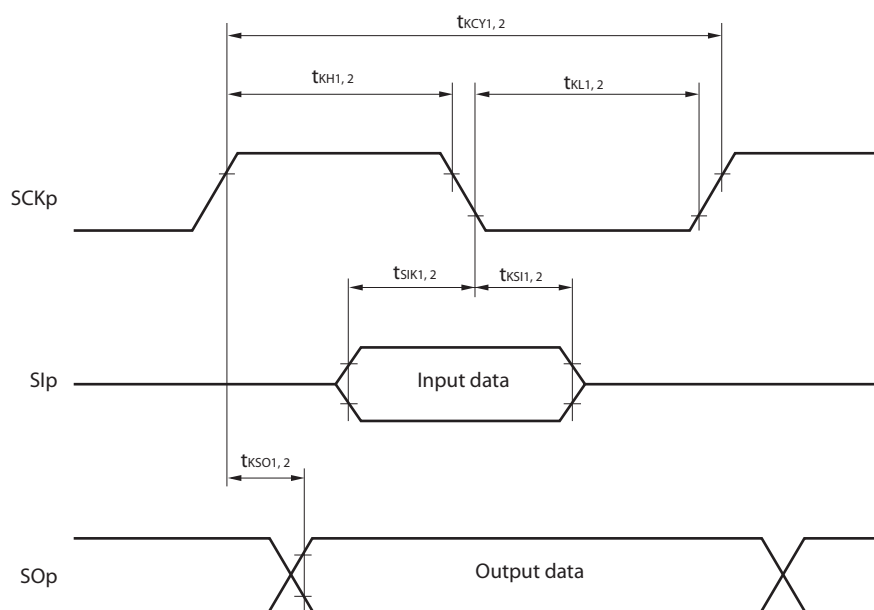 tKCY1, 2
tKH1, 2
tKL1, 2
SCKp
tSIK1, 2
tKSI1, 2
SIp
Input data
tKSO1, 2
SOp
Output data